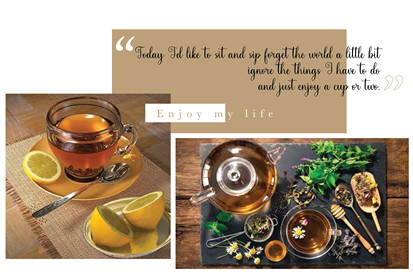 “Today I'd like to sit and sip forget the world a little bit
ignore the things I have to do
and just enjoy a cup or two.”
Enjoy my life